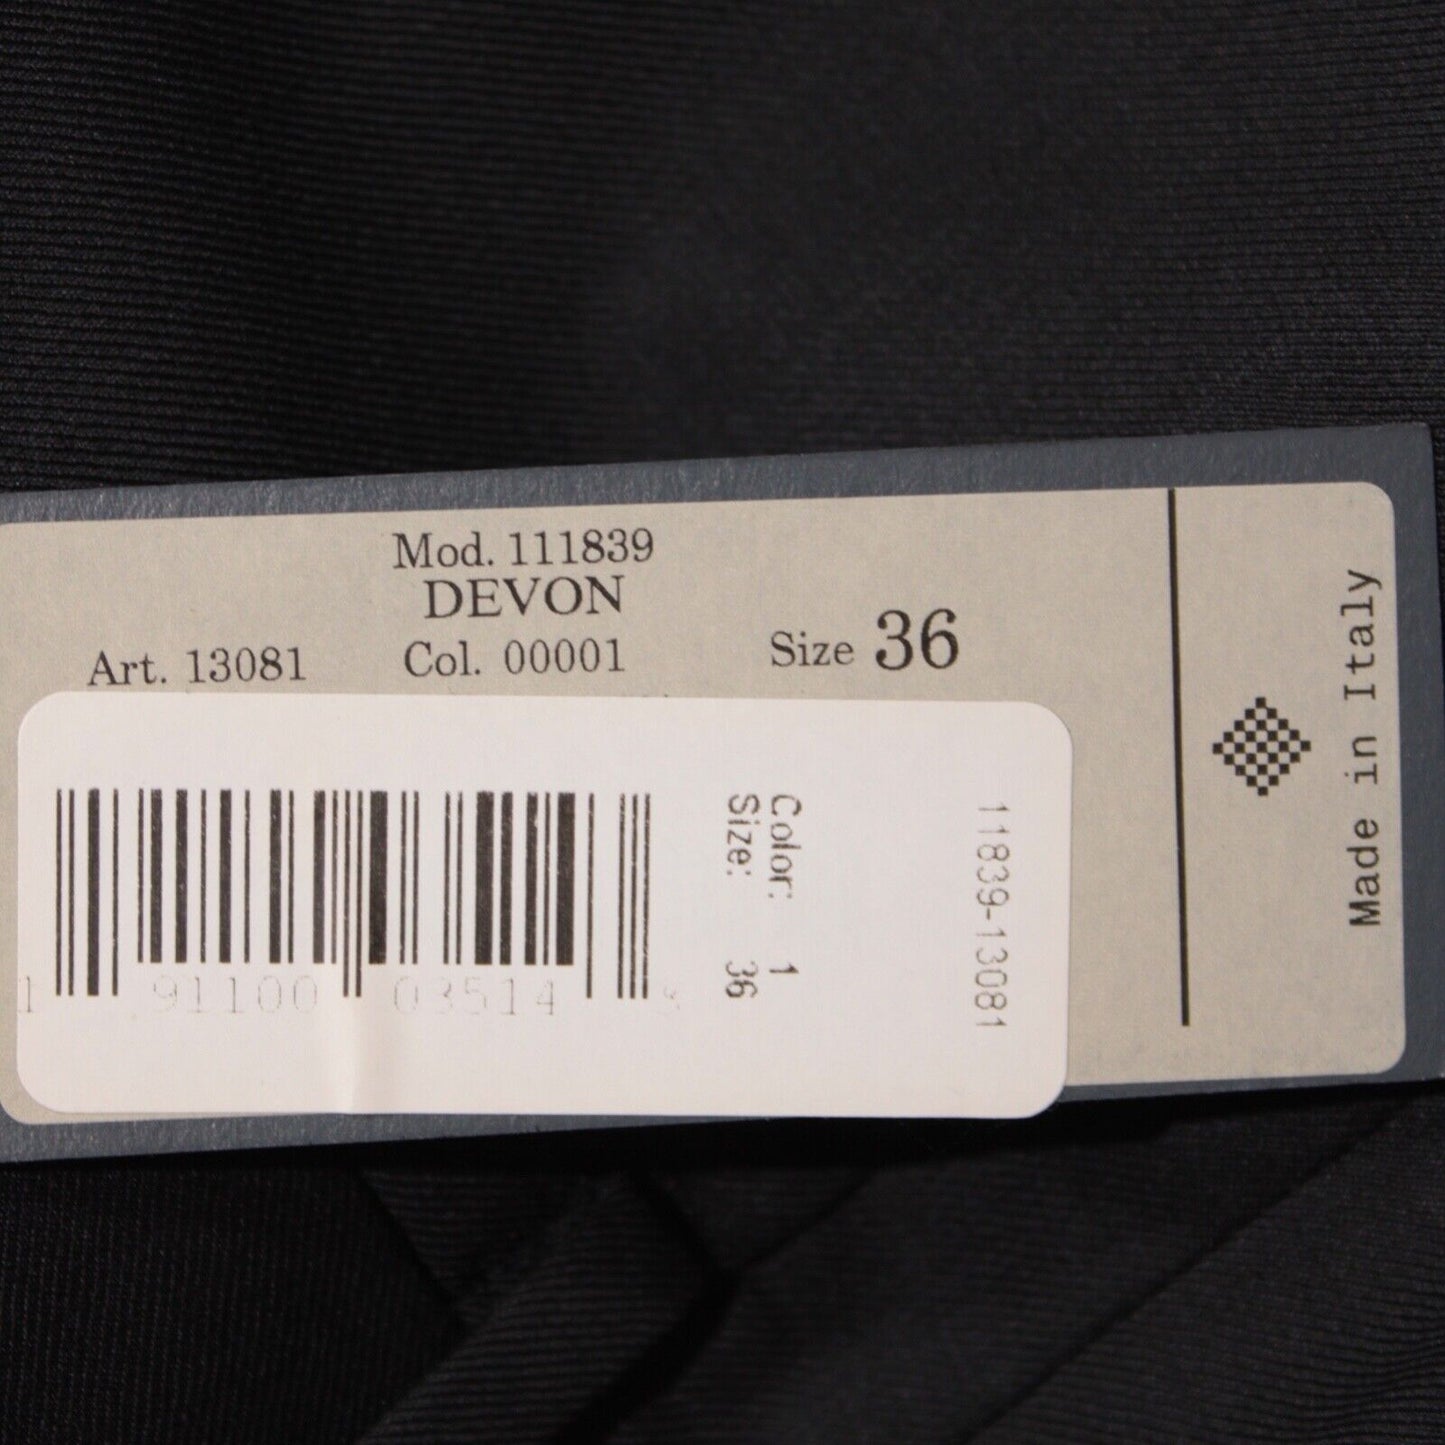 Mod. 111839
DEVON
Art. 13081 Col. 00001 Size 36
Made in Italy
11839-13081
Color: 1
Size: 36
1 91100 03514